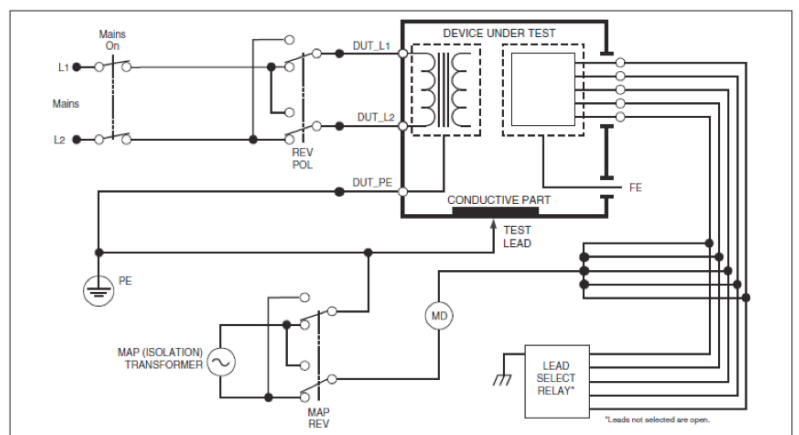 Mains
On
DEVICE UNDER TEST
DUT_L1
L1
Mains
DUT_L2
L2
REV
POL
DUT_PE
FE
CONDUCTIVE PART
TEST
LEAD
PE
MD
MAP (ISOLATION)
TRANSFORMER
LEAD
SELECT
RELAY*
MAP
REV
*Leads not selected are open.